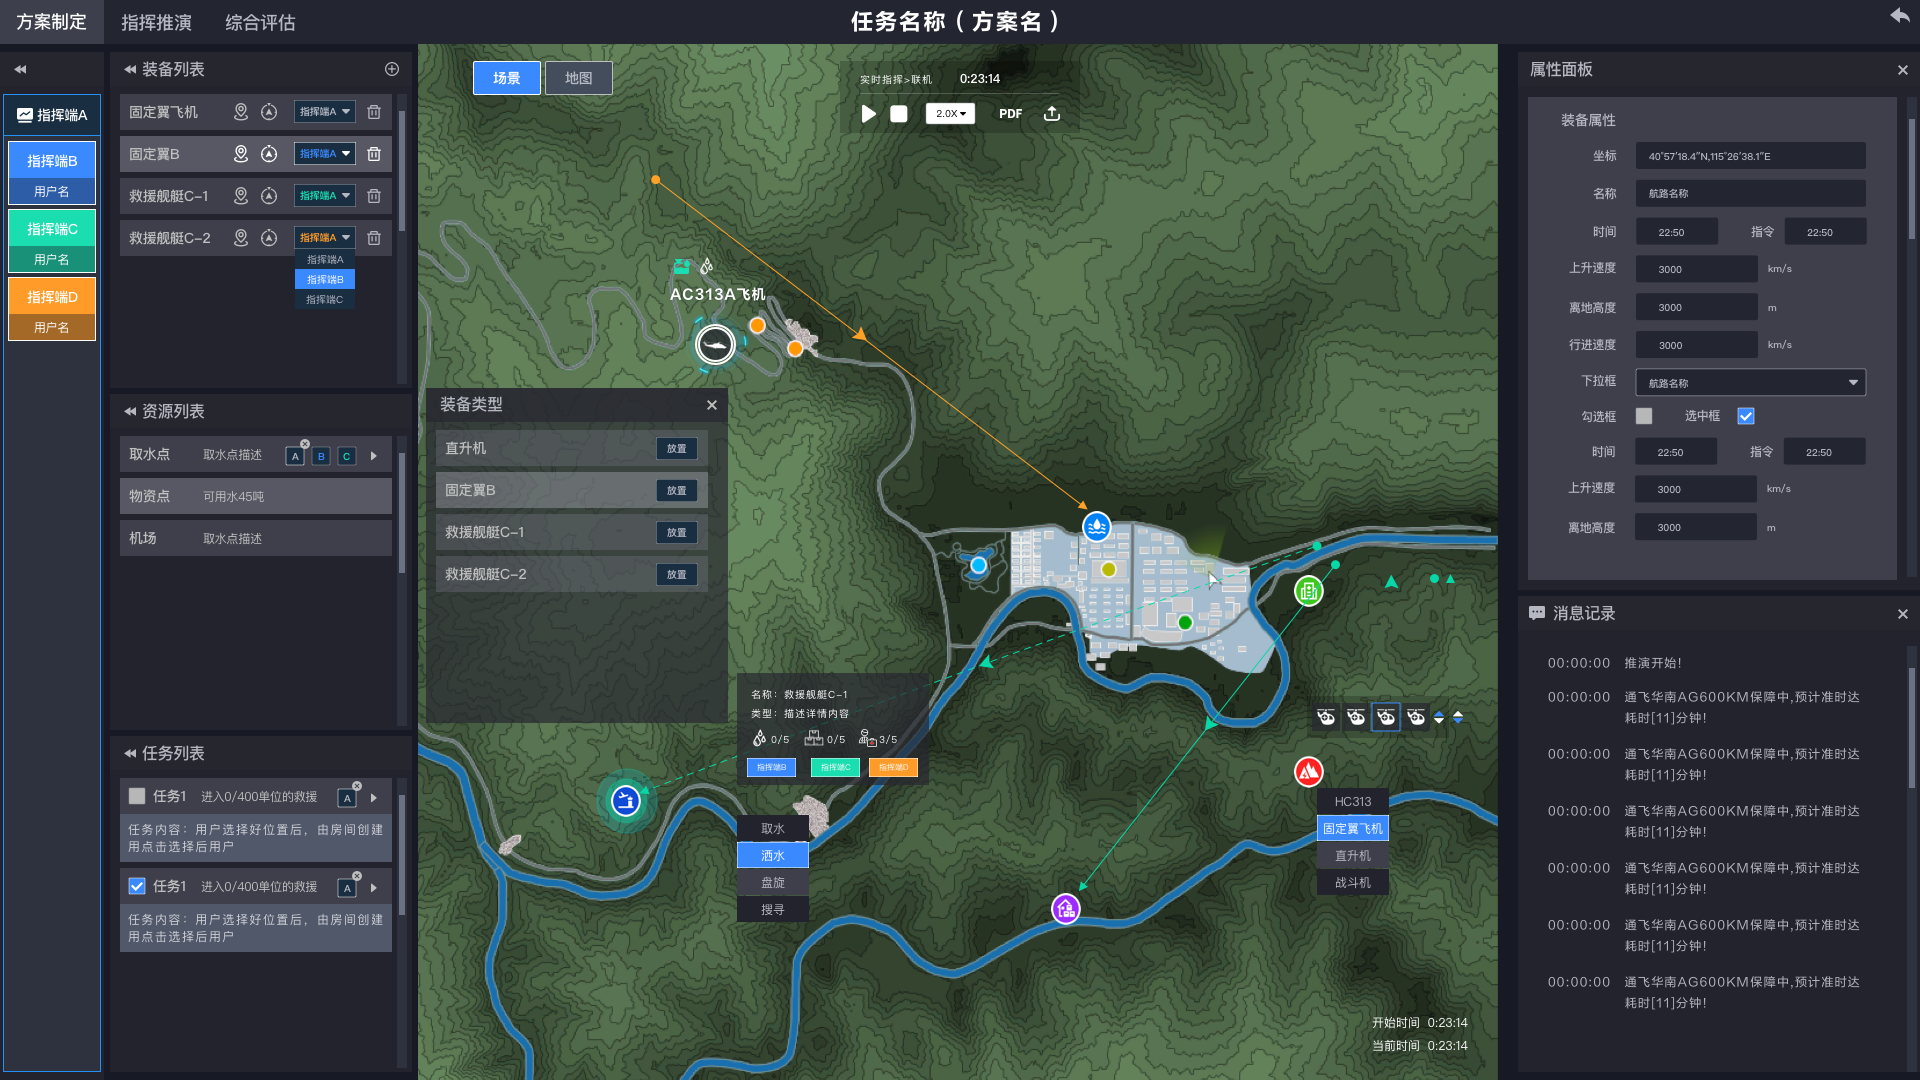 方案制定
指挥推演
综合评估
任务名称（方案名）
指挥端A
指挥端B
用户名
指挥端C
用户名
指挥端D
用户名
装备列表
固定翼飞机
指挥端A
固定翼B
指挥端A
救援舰艇C-1
指挥端A
救援舰艇C-2
指挥端A
指挥端A
指挥端B
指挥端C
资源列表
取水点 取水点描述 A B C
物资点 可用水45吨
机场 取水点描述
任务列表
任务1 进入0/400单位的救援 A
任务内容：用户选择好位置后，由房间创建
用点击选择后用户
任务1 进入0/400单位的救援 A
任务内容：用户选择好位置后，由房间创建
用点击选择后用户
场景
地图
实时指挥>联机 0:23:14
2.0X
PDF
AC313A飞机
装备类型
直升机 放置
固定翼B 放置
救援舰艇C-1 放置
救援舰艇C-2 放置
名称：救援舰艇C-1
类型：描述详情内容
0/5 0/5 3/5
指挥端B 指挥端C 指挥端D
取水
洒水
盘旋
搜寻
HC313
固定翼飞机
直升机
战斗机
开始时间 0:23:14
当前时间 0:23:14
属性面板
装备属性
坐标 40°57′18.4″N,115°26′38.1″E
名称 航路名称
时间 22:50 指令 22:50
上升速度 3000 km/s
离地高度 3000 m
行进速度 3000 km/s
下拉框 航路名称
勾选框 选中框
时间 22:50 指令 22:50
上升速度 3000 km/s
离地高度 3000 m
消息记录
00:00:00 推演开始！
00:00:00 通飞华南AG600KM保障中,预计准时达
耗时[11]分钟！
00:00:00 通飞华南AG600KM保障中,预计准时达
耗时[11]分钟！
00:00:00 通飞华南AG600KM保障中,预计准时达
耗时[11]分钟！
00:00:00 通飞华南AG600KM保障中,预计准时达
耗时[11]分钟！
00:00:00 通飞华南AG600KM保障中,预计准时达
耗时[11]分钟！
00:00:00 通飞华南AG600KM保障中,预计准时达
耗时[11]分钟！